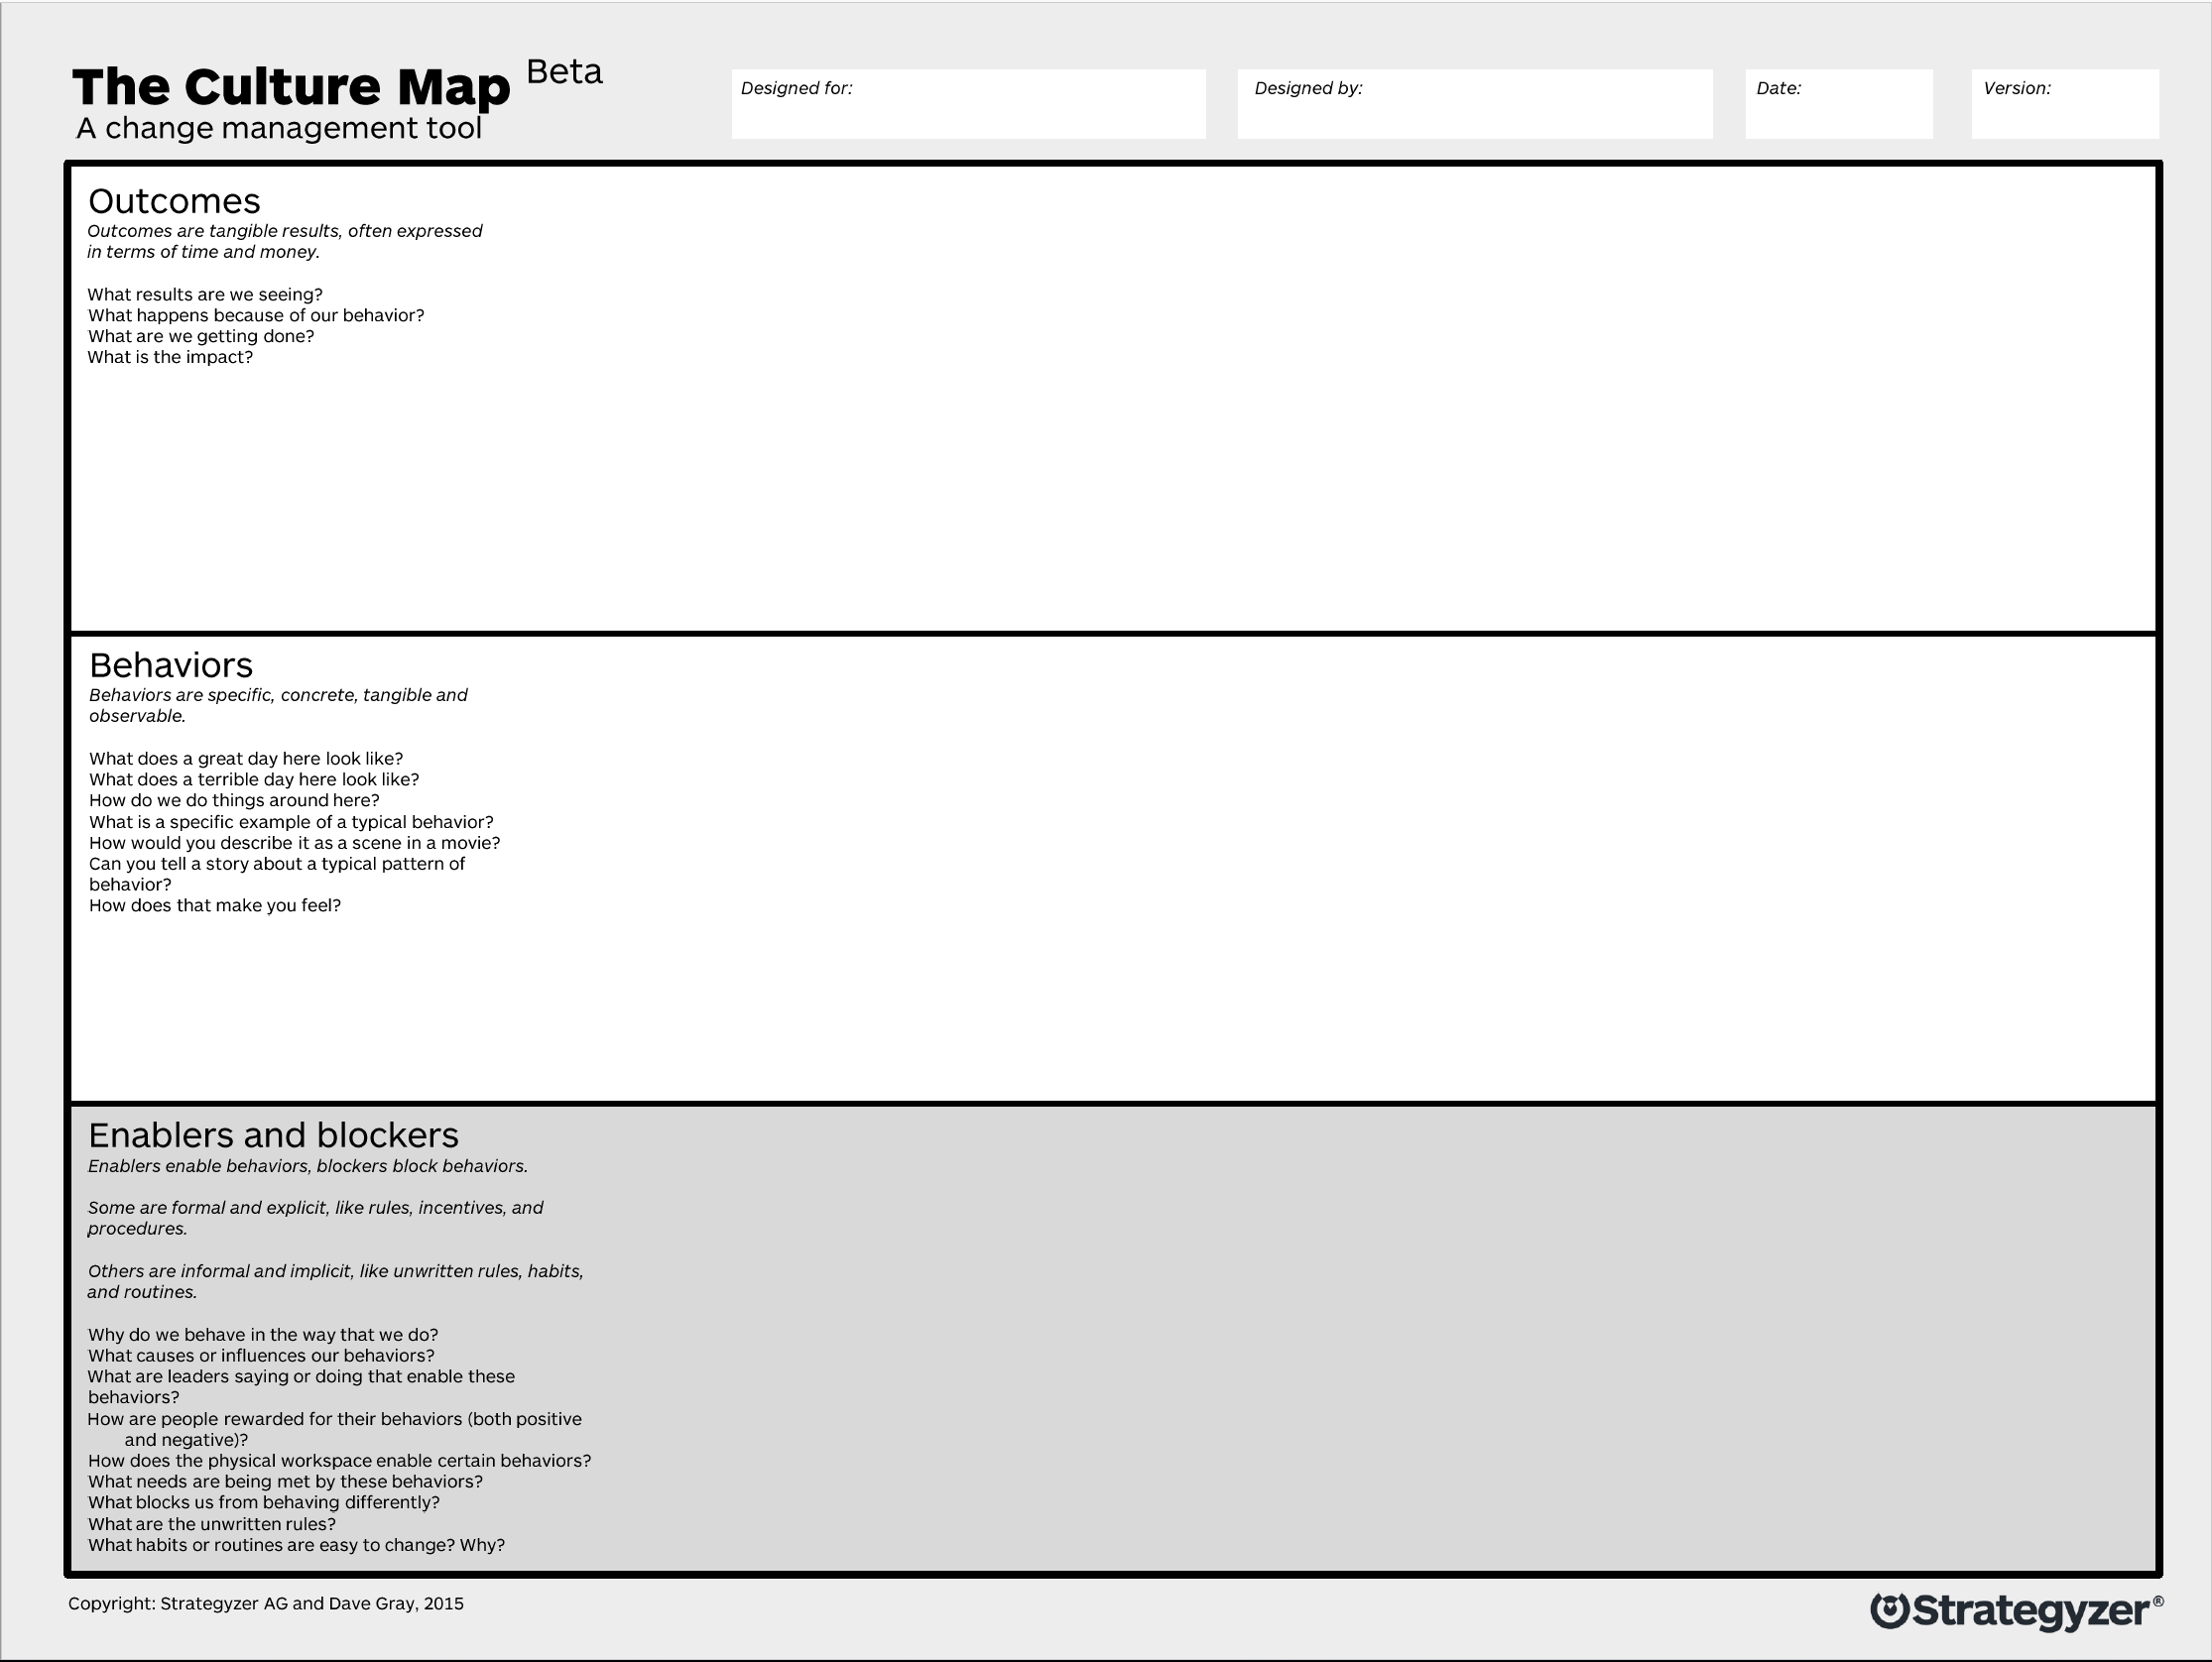 The Culture Map Beta
A change management tool
Designed for:
Designed by:
Date:
Version:
Outcomes
Outcomes are tangible results, often expressed
in terms of time and money.
What results are we seeing?
What happens because of our behavior?
What are we getting done?
What is the impact?
Behaviors
Behaviors are specific, concrete, tangible and
observable.
What does a great day here look like?
What does a terrible day here look like?
How do we do things around here?
What is a specific example of a typical behavior?
How would you describe it as a scene in a movie?
Can you tell a story about a typical pattern of
behavior?
How does that make you feel?
Enablers and blockers
Enablers enable behaviors, blockers block behaviors.
Some are formal and explicit, like rules, incentives, and
procedures.
Others are informal and implicit, like unwritten rules, habits,
and routines.
Why do we behave in the way that we do?
What causes or influences our behaviors?
What are leaders saying or doing that enable these
behaviors?
How are people rewarded for their behaviors (both positive
and negative)?
How does the physical workspace enable certain behaviors?
What needs are being met by these behaviors?
What blocks us from behaving differently?
What are the unwritten rules?
What habits or routines are easy to change? Why?
Copyright: Strategyzer AG and Dave Gray, 2015
Strategyzer®